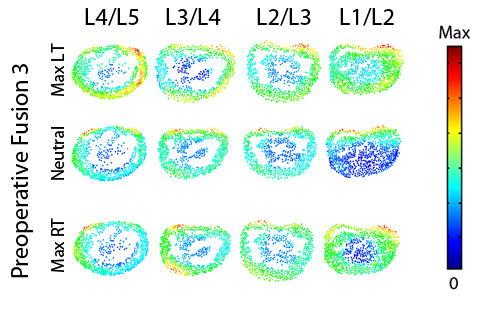 L4/L5 L3/L4 L2/L3 L1/L2
Max
Preoperative Fusion 3
Max LT
Neutral
Max RT
0